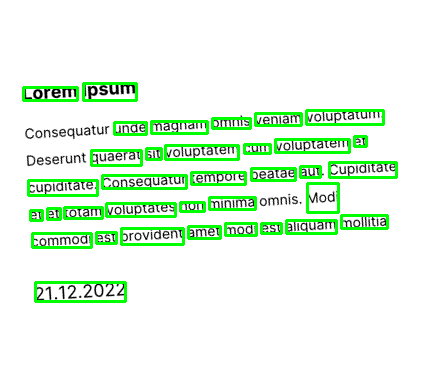 Lorem Ipsum
Consequatur unde magnam omnis veniam voluptatum
Deserunt quaerat sit voluptatem cum voluptatem et
cupiditate. Consequatur tempore beatae aut. Cupiditate
et et totam voluptates non minima omnis. Modi
commodi est provident amet modi est aliquam mollitia
21.12.2022